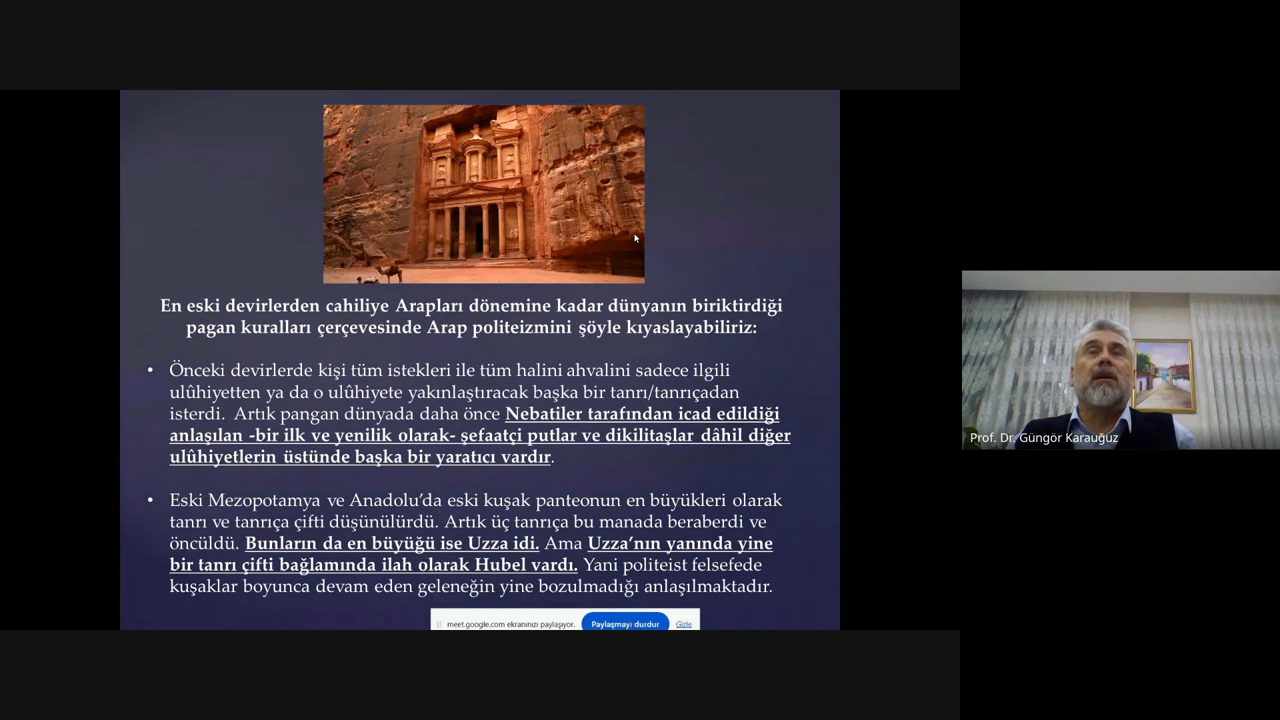 En eski devirlerden cahiliye Arapları dönemine kadar dünyanın biriktirdiği
pagan kuralları çerçevesinde Arap politeizmini şöyle kıyaslayabiliriz:
• Önceki devirlerde kişi tüm istekleri ile tüm halini ahvalini sadece ilgili
ulûhiyetten ya da o ulûhiyete yakınlaştıracak başka bir tanrı/tanrıçadan
isterdi. Artık pangan dünyada daha önce Nebatiler tarafından icad edildiği
anlaşılan -bir ilk ve yenilik olarak- şefaatçi putlar ve dikilitaşlar dâhil diğer
ulûhiyetlerin üstünde başka bir yaratıcı vardır.
• Eski Mezopotamya ve Anadolu’da eski kuşak panteonun en büyükleri olarak
tanrı ve tanrıça çifti düşünülürdü. Artık üç tanrıça bu manada beraberdi ve
öncüldü. Bunların da en büyüğü ise Uzza idi. Ama Uzza’nın yanında yine
bir tanrı çifti bağlamında ilah olarak Hubel vardı. Yani politeist felsefede
kuşaklar boyunca devam eden geleneğin yine bozulmadığı anlaşılmaktadır.
meet.google.com ekranınızı paylaşıyor. Paylaşmayı durdur Gizle
Prof. Dr. Güngör Karauğuz